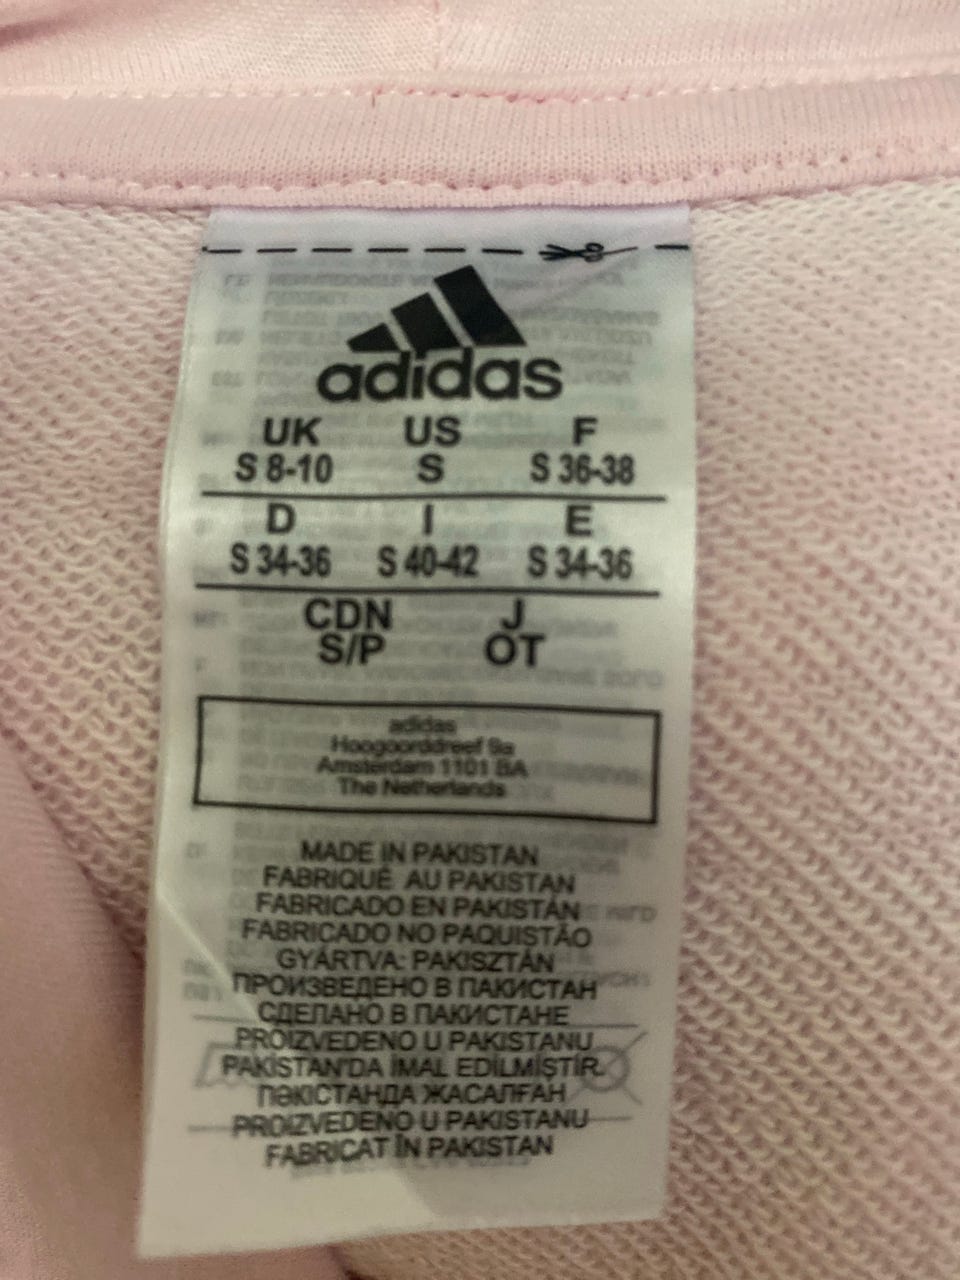 adidas
UK US F
S 8-10 S S 36-38
D I E
S 34-36 S 40-42 S 34-36
CDN J
S/P OT
adidas
Hoogoorddreef 9a
Amsterdam 1101 BA
The Netherlands
MADE IN PAKISTAN
FABRIQUÉ AU PAKISTAN
FABRICADO EN PAKISTÁN
FABRICADO NO PAQUISTÃO
GYÁRTVA: PAKISZTÁN
ПРОИЗВЕДЕНО В ПАКИСТАН
СДЕЛАНО В ПАКИСТАНЕ
PROIZVEDENO U PAKISTANU
PAKİSTAN'DA İMAL EDİLMİŞTİR.
ПӘКІСТАНДА ЖАСАЛҒАН
PROIZVEDENO U PAKISTANU
FABRICAT ÎN PAKISTAN